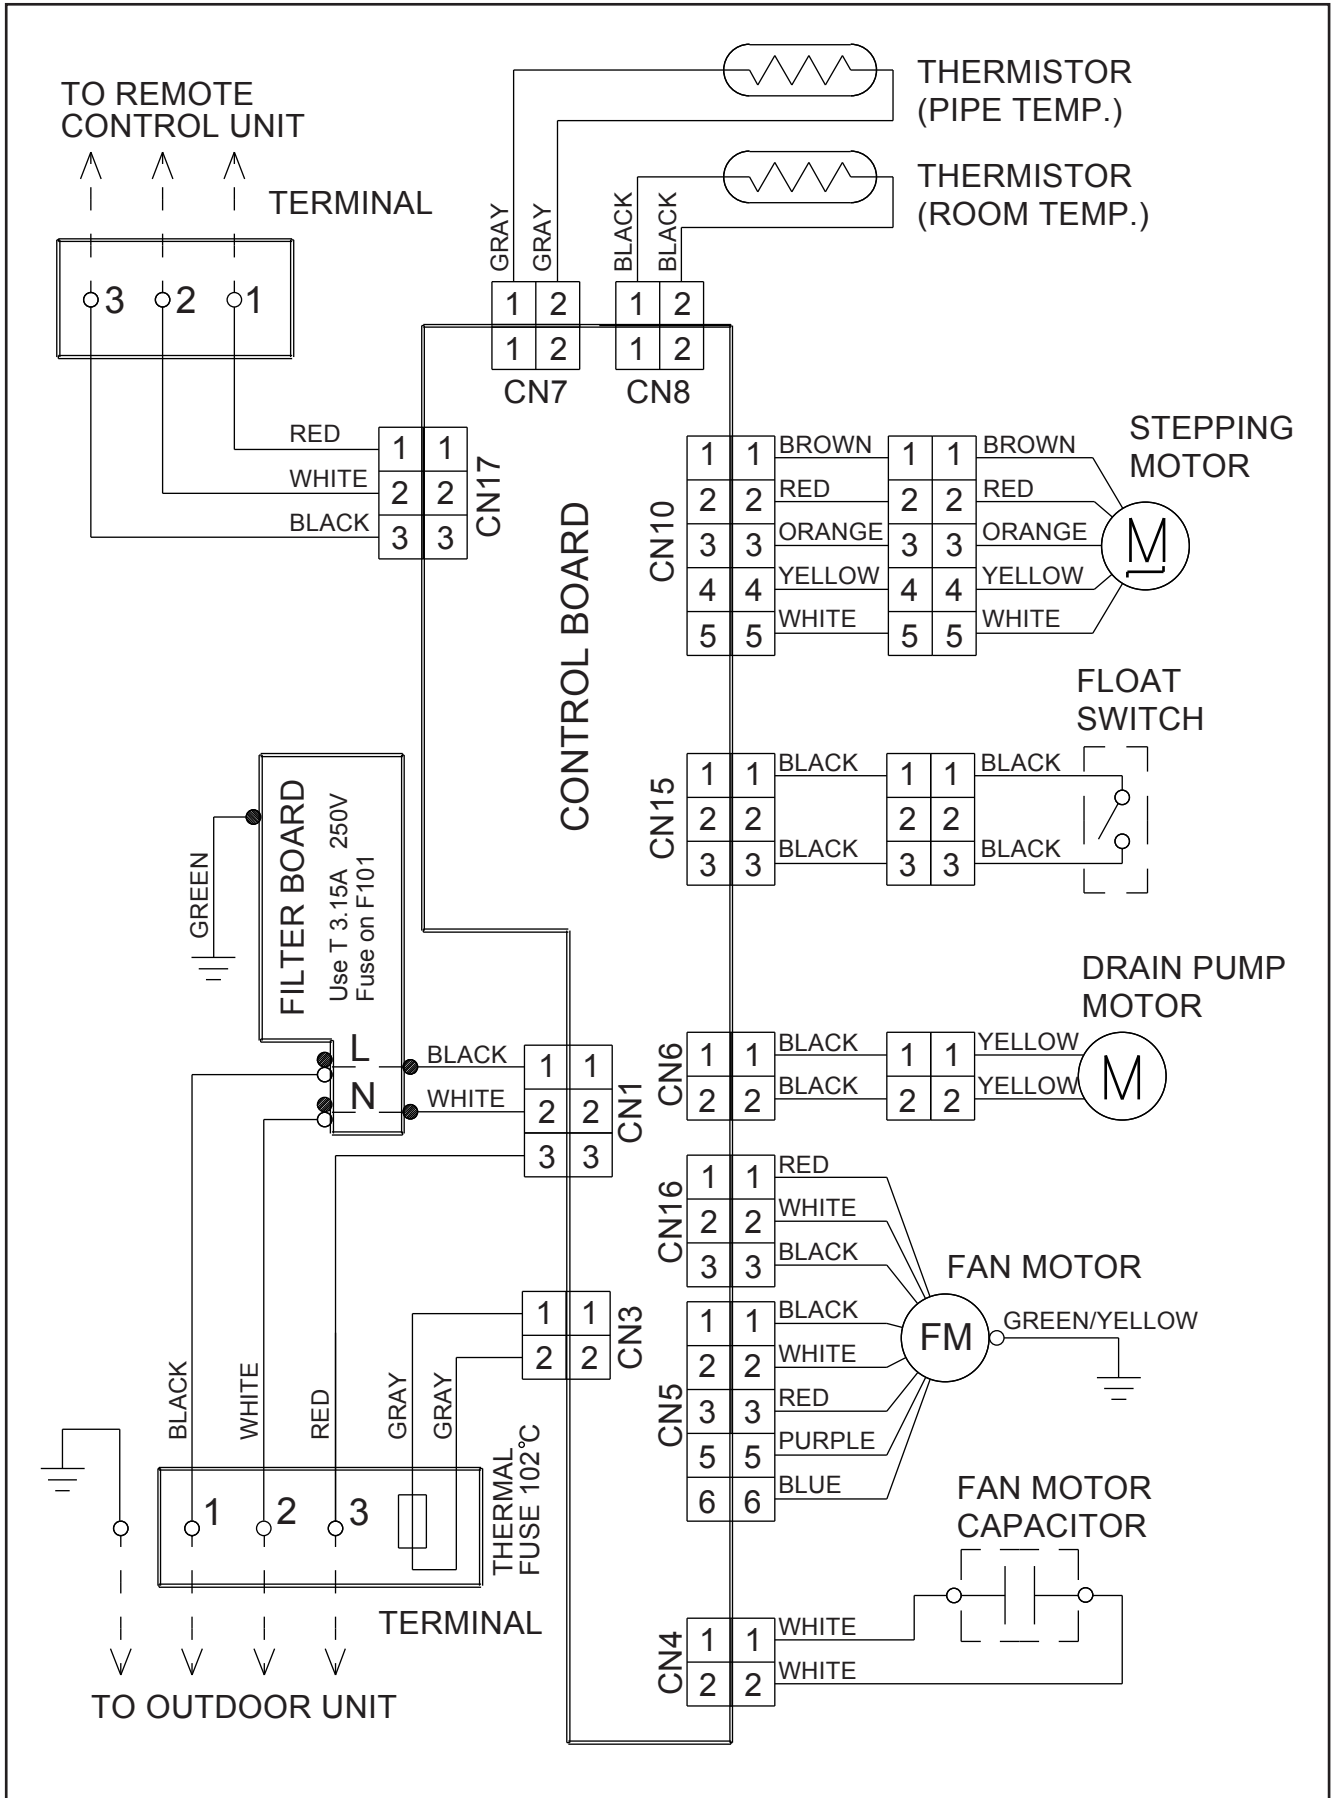 TO REMOTE
CONTROL UNIT
TERMINAL
3 2 1
THERMISTOR
(PIPE TEMP.)
THERMISTOR
(ROOM TEMP.)
GRAY
GRAY
BLACK
BLACK
1 2
1 2
CN7
1 2
1 2
CN8
RED
WHITE
BLACK
1 1
2 2
3 3
CN17
CONTROL BOARD
CN10
1 1 BROWN 1 1 BROWN
2 2 RED 2 2 RED
3 3 ORANGE 3 3 ORANGE
4 4 YELLOW 4 4 YELLOW
5 5 WHITE 5 5 WHITE
STEPPING
MOTOR
M
FLOAT
SWITCH
CN15
1 1 BLACK 1 1 BLACK
2 2 2 2
3 3 BLACK 3 3 BLACK
GREEN
FILTER BOARD
Use T 3.15A 250V
Fuse on F101
L
N
BLACK
WHITE
1 1
2 2
3 3
CN1
DRAIN PUMP
MOTOR
CN6
1 1 BLACK 1 1 YELLOW
2 2 BLACK 2 2 YELLOW
M
CN16
1 1 RED
2 2 WHITE
3 3 BLACK
FAN MOTOR
FM
GREEN/YELLOW
CN5
1 1 BLACK
2 2 WHITE
3 3 RED
5 5 PURPLE
6 6 BLUE
1 1
2 2
CN3
BLACK
WHITE
RED
GRAY
GRAY
1 2 3
THERMAL
FUSE 102℃
TERMINAL
TO OUTDOOR UNIT
FAN MOTOR
CAPACITOR
CN4
1 1 WHITE
2 2 WHITE